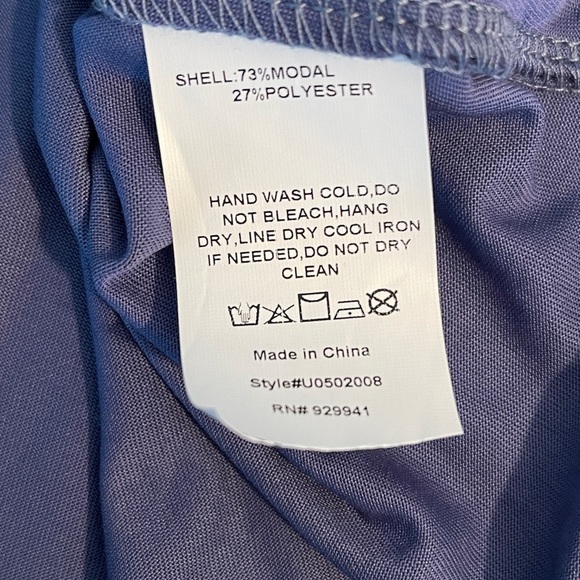 SHELL:73%MODAL
27%POLYESTER
HAND WASH COLD,DO
NOT BLEACH,HANG
DRY,LINE DRY COOL IRON
IF NEEDED,DO NOT DRY
CLEAN
Made in China
Style#U0502008
RN# 929941